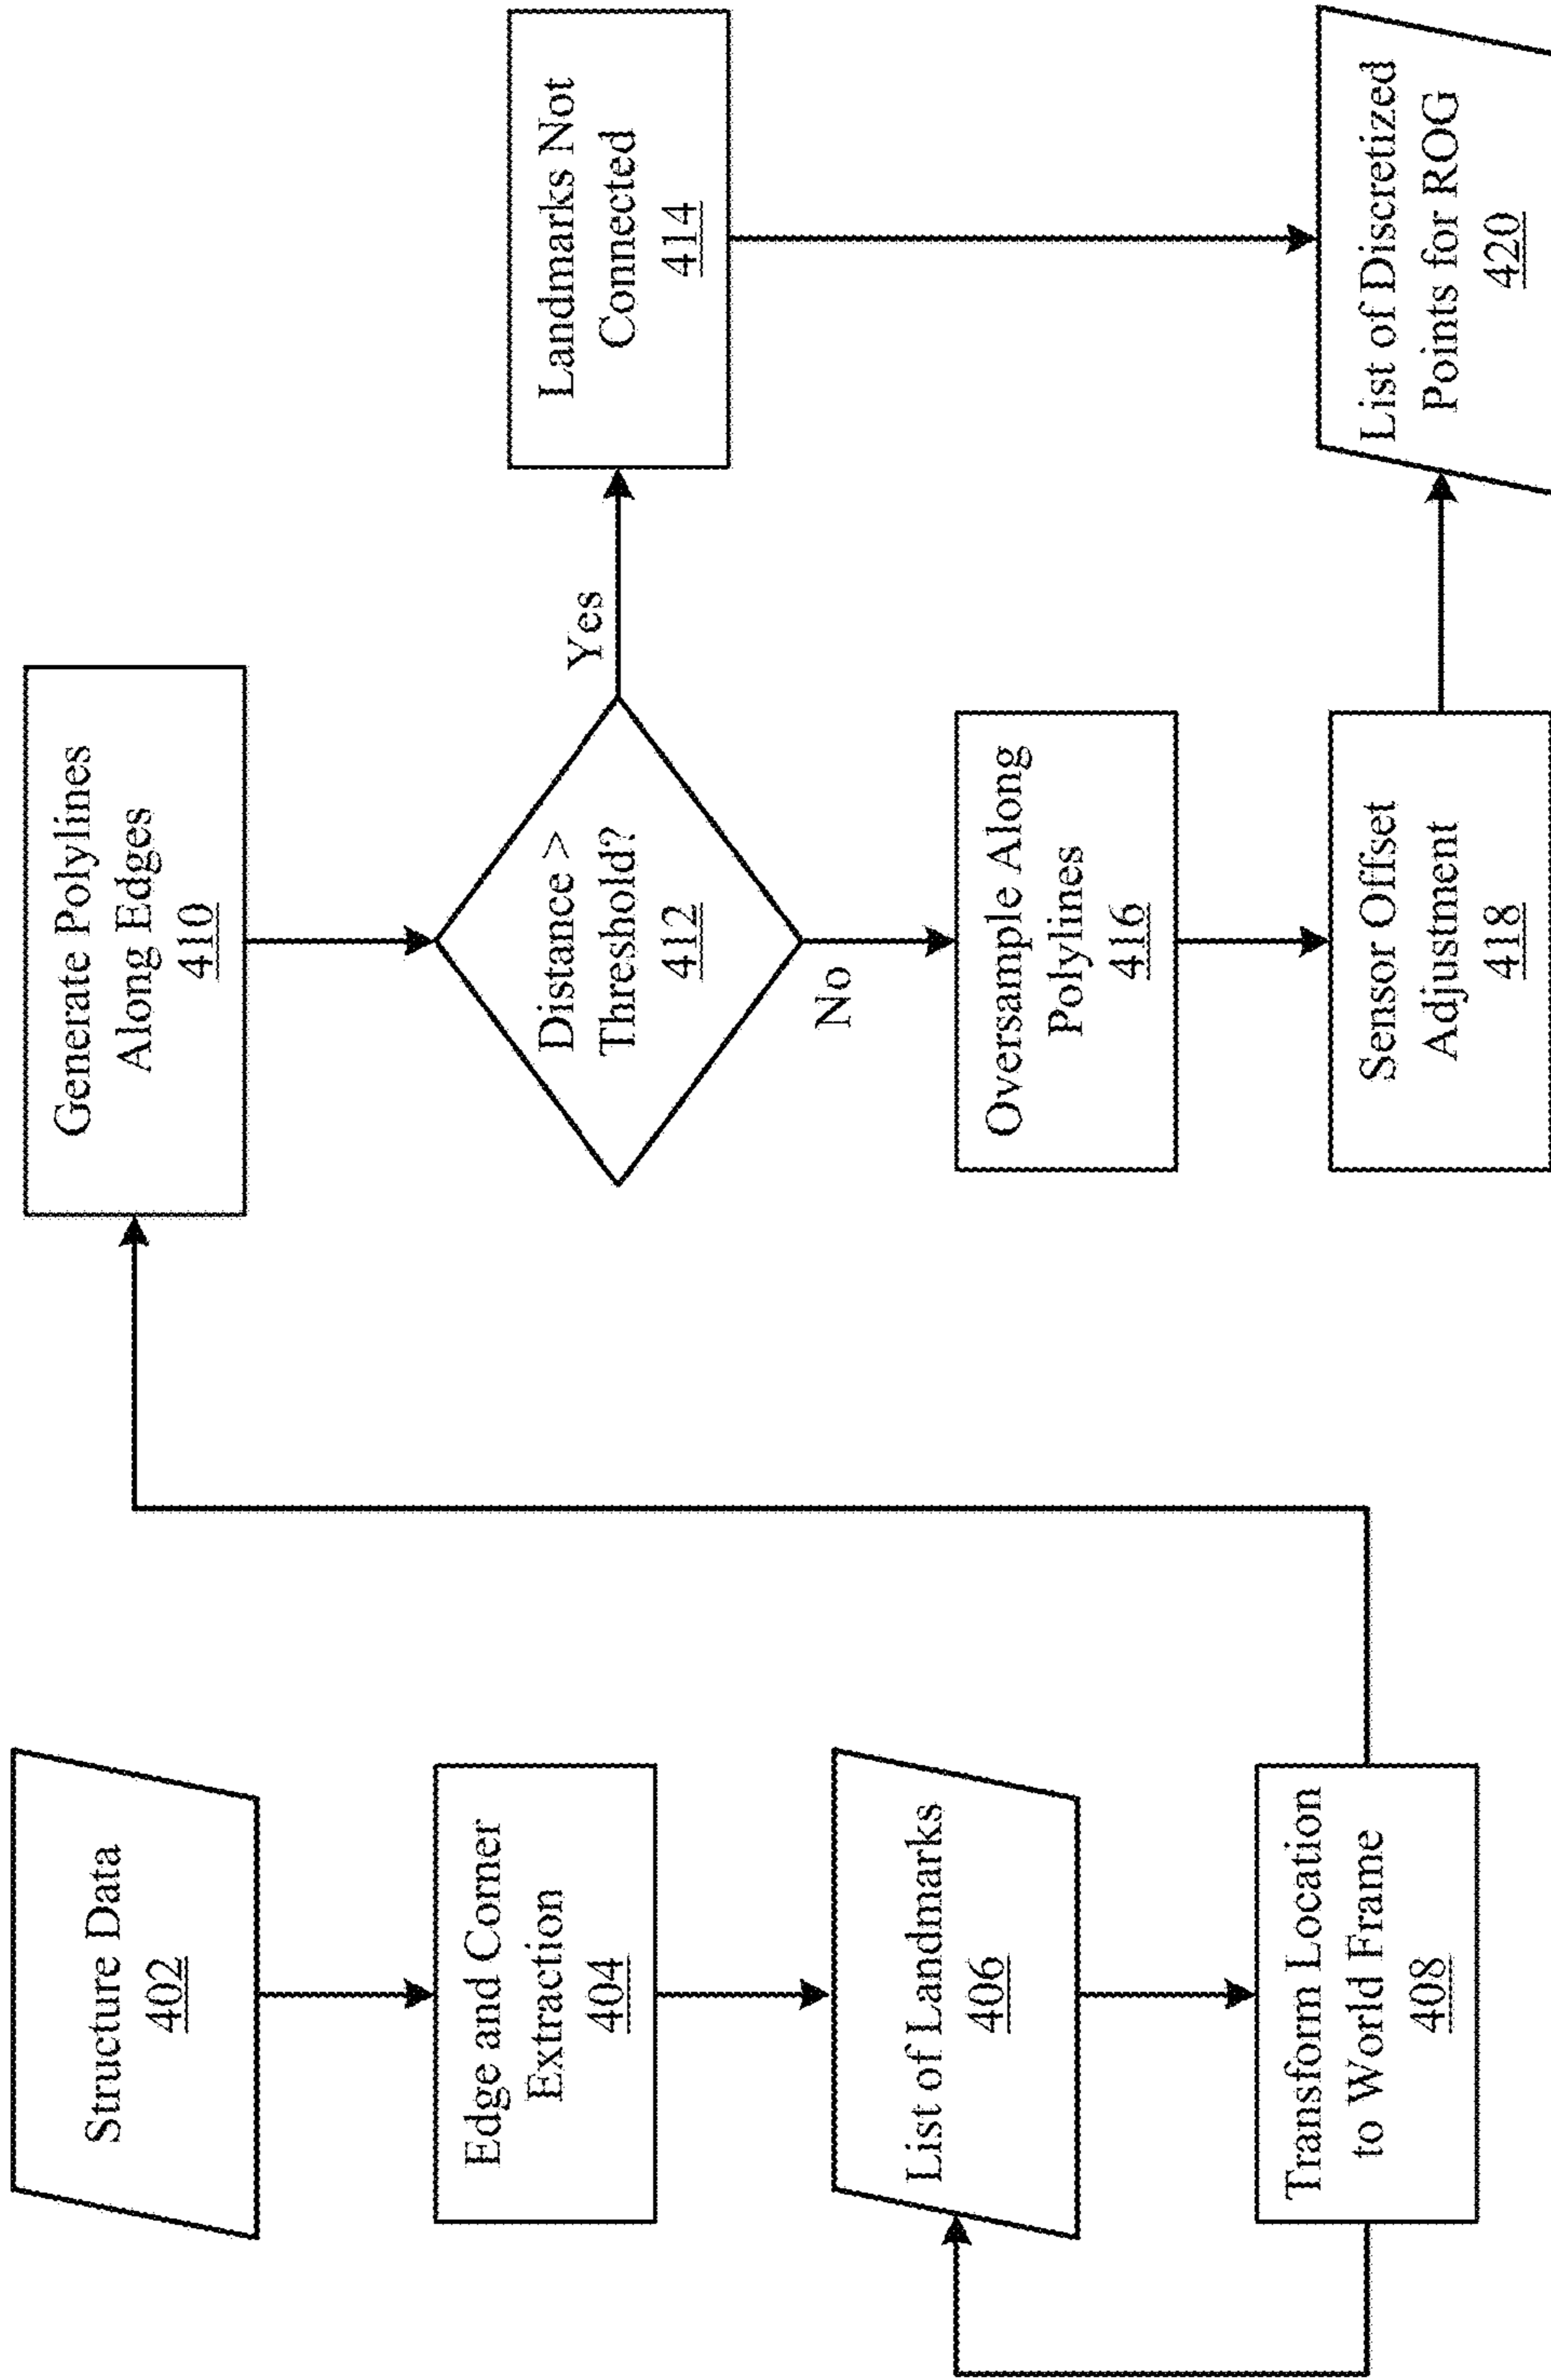 Structure Data
402
Edge and Corner
Extraction
404
List of Landmarks
406
Transform Location
to World Frame
408
Generate Polylines
Along Edges
410
Distance >
Threshold?
412
Yes
Landmarks Not
Connected
414
No
Oversample Along
Polylines
416
Sensor Offset
Adjustment
418
List of Discretized
Points for ROG
420